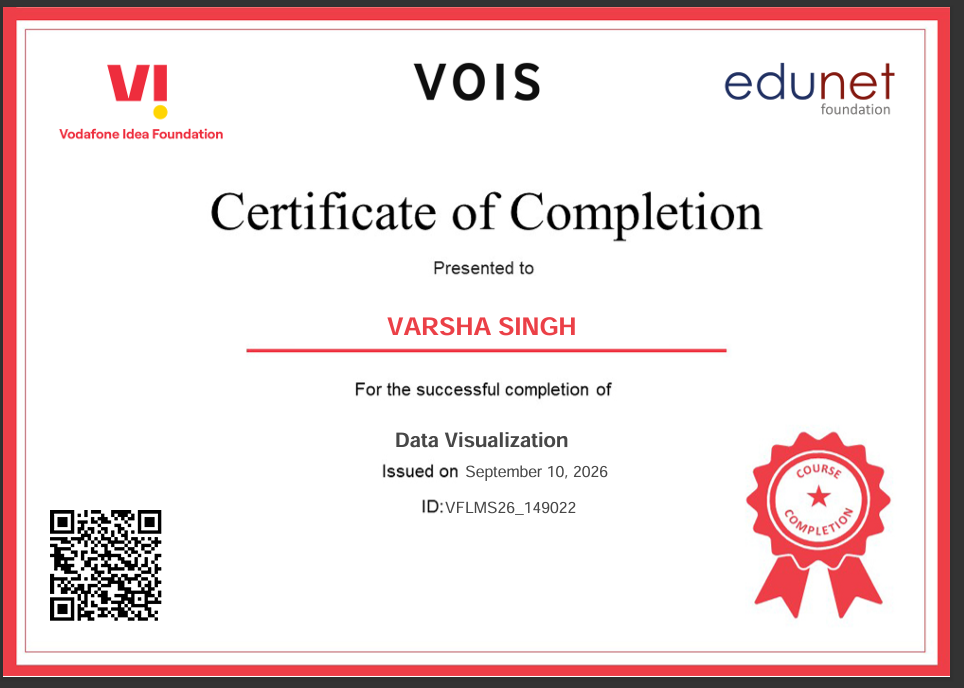 VI
Vodafone Idea Foundation
VOIS
edunet
foundation
Certificate of Completion
Presented to
VARSHA SINGH
For the successful completion of
Data Visualization
Issued on September 10, 2026
ID:VFLMS26_149022
COURSE
COMPLETION